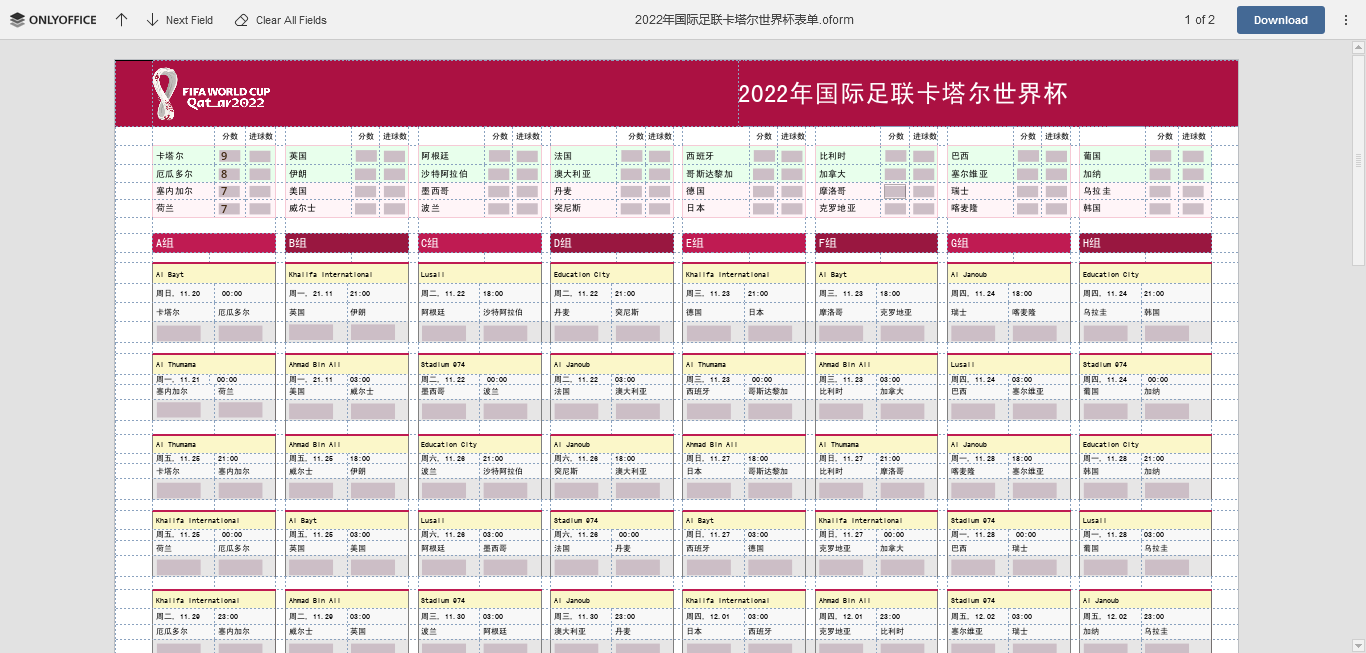 ONLYOFFICE Next Field Clear All Fields 2022年国际足联卡塔尔世界杯表单.oform 1 of 2 Download
FIFA WORLD CUP
Qatar2022
2022年国际足联卡塔尔世界杯
分数 进球数 分数 进球数 分数 进球数 分数 进球数 分数 进球数 分数 进球数 分数 进球数 分数 进球数
卡塔尔 9 英国 阿根廷 法国 西班牙 比利时 巴西 葡国
厄瓜多尔 8 伊朗 沙特阿拉伯 澳大利亚 哥斯达黎加 加拿大 塞尔维亚 加纳
塞内加尔 7 美国 墨西哥 丹麦 德国 摩洛哥 瑞士 乌拉圭
荷兰 7 威尔士 波兰 突尼斯 日本 克罗地亚 喀麦隆 韩国
A组 B组 C组 D组 E组 F组 G组 H组
Al Bayt Khalifa International Lusail Education City Khalifa International Al Bayt Al Janoub Education City
周日, 11.20 00:00 周一, 21.11 21:00 周二, 11.22 18:00 周二, 11.22 21:00 周三, 11.23 21:00 周三, 11.23 18:00 周四, 11.24 18:00 周四, 11.24 21:00
卡塔尔 厄瓜多尔 英国 伊朗 阿根廷 沙特阿拉伯 丹麦 突尼斯 德国 日本 摩洛哥 克罗地亚 瑞士 喀麦隆 乌拉圭 韩国
Al Thumama Ahmad Bin Ali Stadium 974 Al Janoub Al Thumama Ahmad Bin Ali Lusail Stadium 974
周一, 11.21 00:00 周一, 21.11 03:00 周二, 11.22 00:00 周二, 11.22 03:00 周三, 11.23 00:00 周三, 11.23 03:00 周四, 11.24 03:00 周四, 11.24 00:00
塞内加尔 荷兰 美国 威尔士 墨西哥 波兰 法国 澳大利亚 西班牙 哥斯达黎加 比利时 加拿大 巴西 塞尔维亚 葡国 加纳
Al Thumama Ahmad Bin Ali Education City Al Janoub Ahmad Bin Ali Al Thumama Al Janoub Education City
周五, 11.25 21:00 周五, 11.25 18:00 周六, 11.26 21:00 周六, 11.26 18:00 周日, 11.27 18:00 周日, 11.27 21:00 周一, 11.28 18:00 周一, 11.28 21:00
卡塔尔 塞内加尔 威尔士 伊朗 波兰 沙特阿拉伯 突尼斯 澳大利亚 日本 哥斯达黎加 比利时 摩洛哥 喀麦隆 塞尔维亚 韩国 加纳
Khalifa International Al Bayt Lusail Stadium 974 Al Bayt Khalifa International Stadium 974 Lusail
周五, 11.25 00:00 周五, 11.25 03:00 周六, 11.26 03:00 周六, 11.26 00:00 周日, 11.27 03:00 周日, 11.27 00:00 周一, 11.28 00:00 周一, 11.28 03:00
荷兰 厄瓜多尔 英国 美国 阿根廷 墨西哥 法国 丹麦 西班牙 德国 克罗地亚 加拿大 巴西 瑞士 葡国 乌拉圭
Khalifa International Ahmad Bin Ali Stadium 974 Al Janoub Khalifa International Ahmad Bin Ali Stadium 974 Al Janoub
周二, 11.29 23:00 周二, 11.29 03:00 周三, 11.30 03:00 周三, 11.30 23:00 周四, 12.01 03:00 周四, 12.01 23:00 周五, 12.02 03:00 周五, 12.02 23:00
厄瓜多尔 塞内加尔 威尔士 英国 波兰 阿根廷 澳大利亚 丹麦 日本 西班牙 克罗地亚 比利时 塞尔维亚 瑞士 加纳 乌拉圭